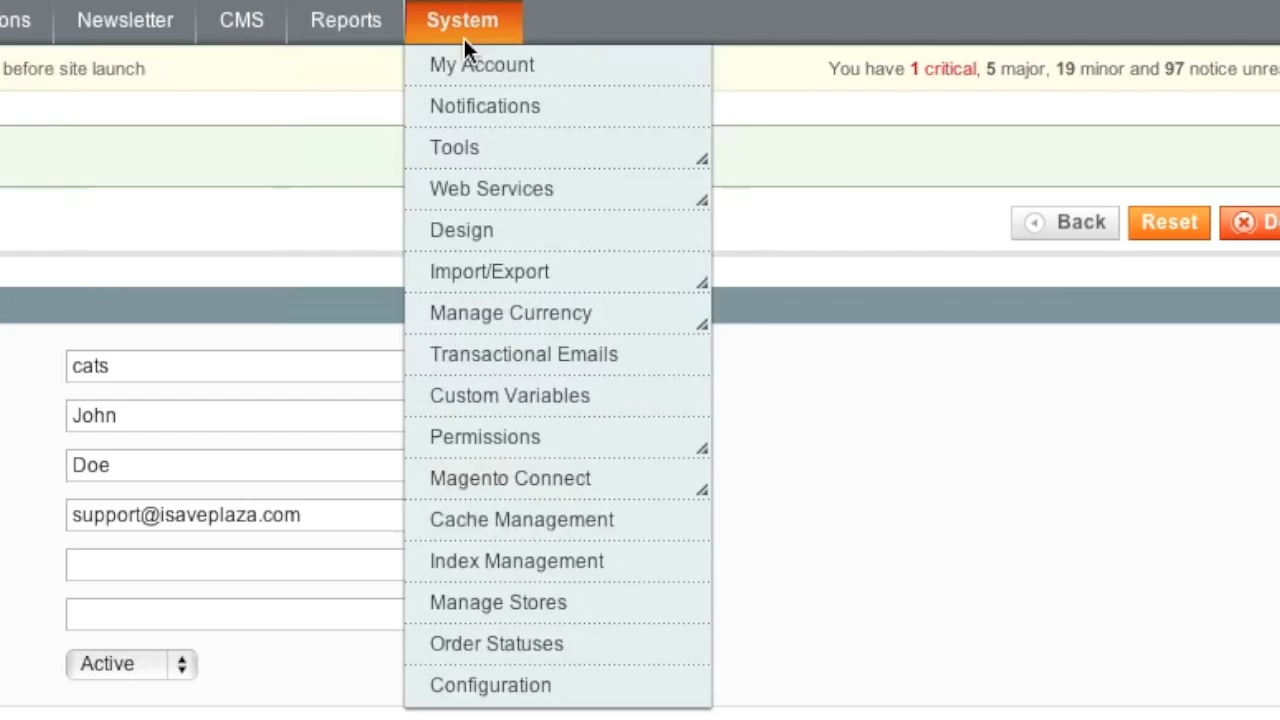 ons Newsletter CMS Reports System
before site launch You have 1 critical, 5 major, 19 minor and 97 notice unre
My Account
Notifications
Tools
Web Services
Design
Back Reset D
Import/Export
Manage Currency
Transactional Emails
cats
Custom Variables
John
Permissions
Doe
Magento Connect
support@isaveplaza.com
Cache Management
Index Management
Manage Stores
Order Statuses
Active
Configuration